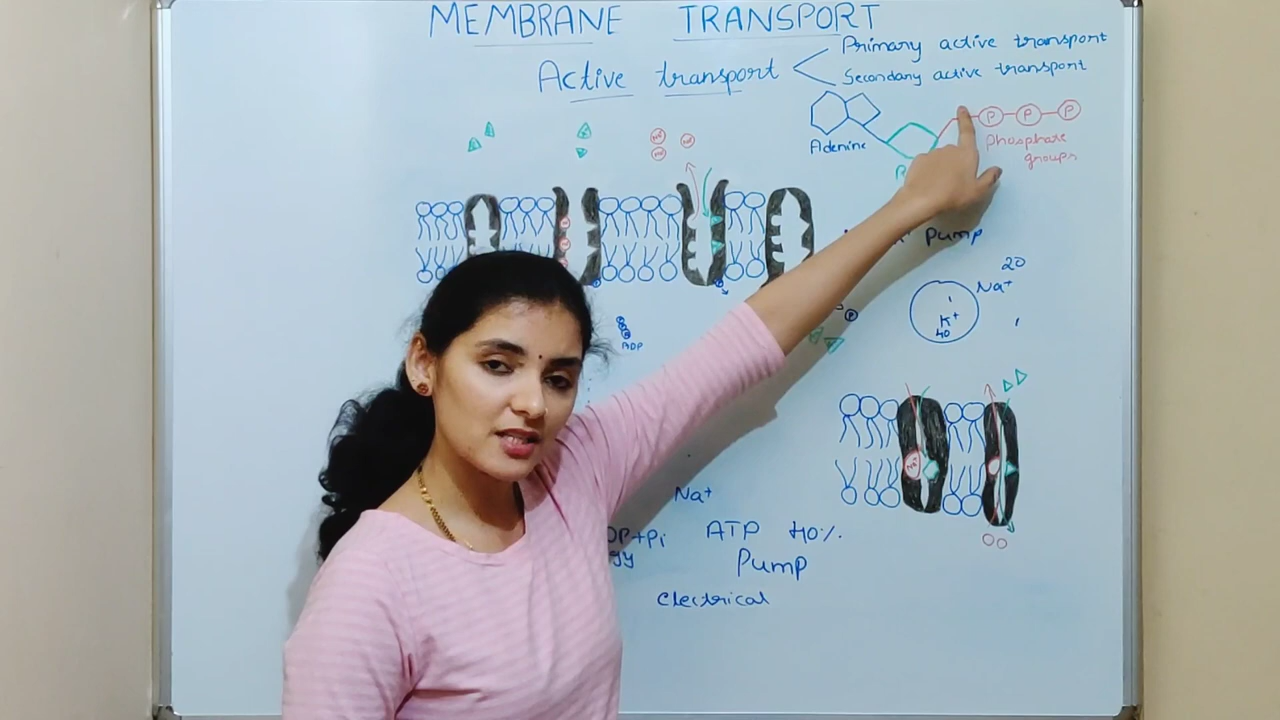 MEMBRANE TRANSPORT
Active transport
Primary active transport
Secondary active transport
Adenine
P P P
Phosphate
groups
Pump
20
Na+
K+
40
ADP
P
Na+
+Pi
ATP 40%.
Pump
Electrical